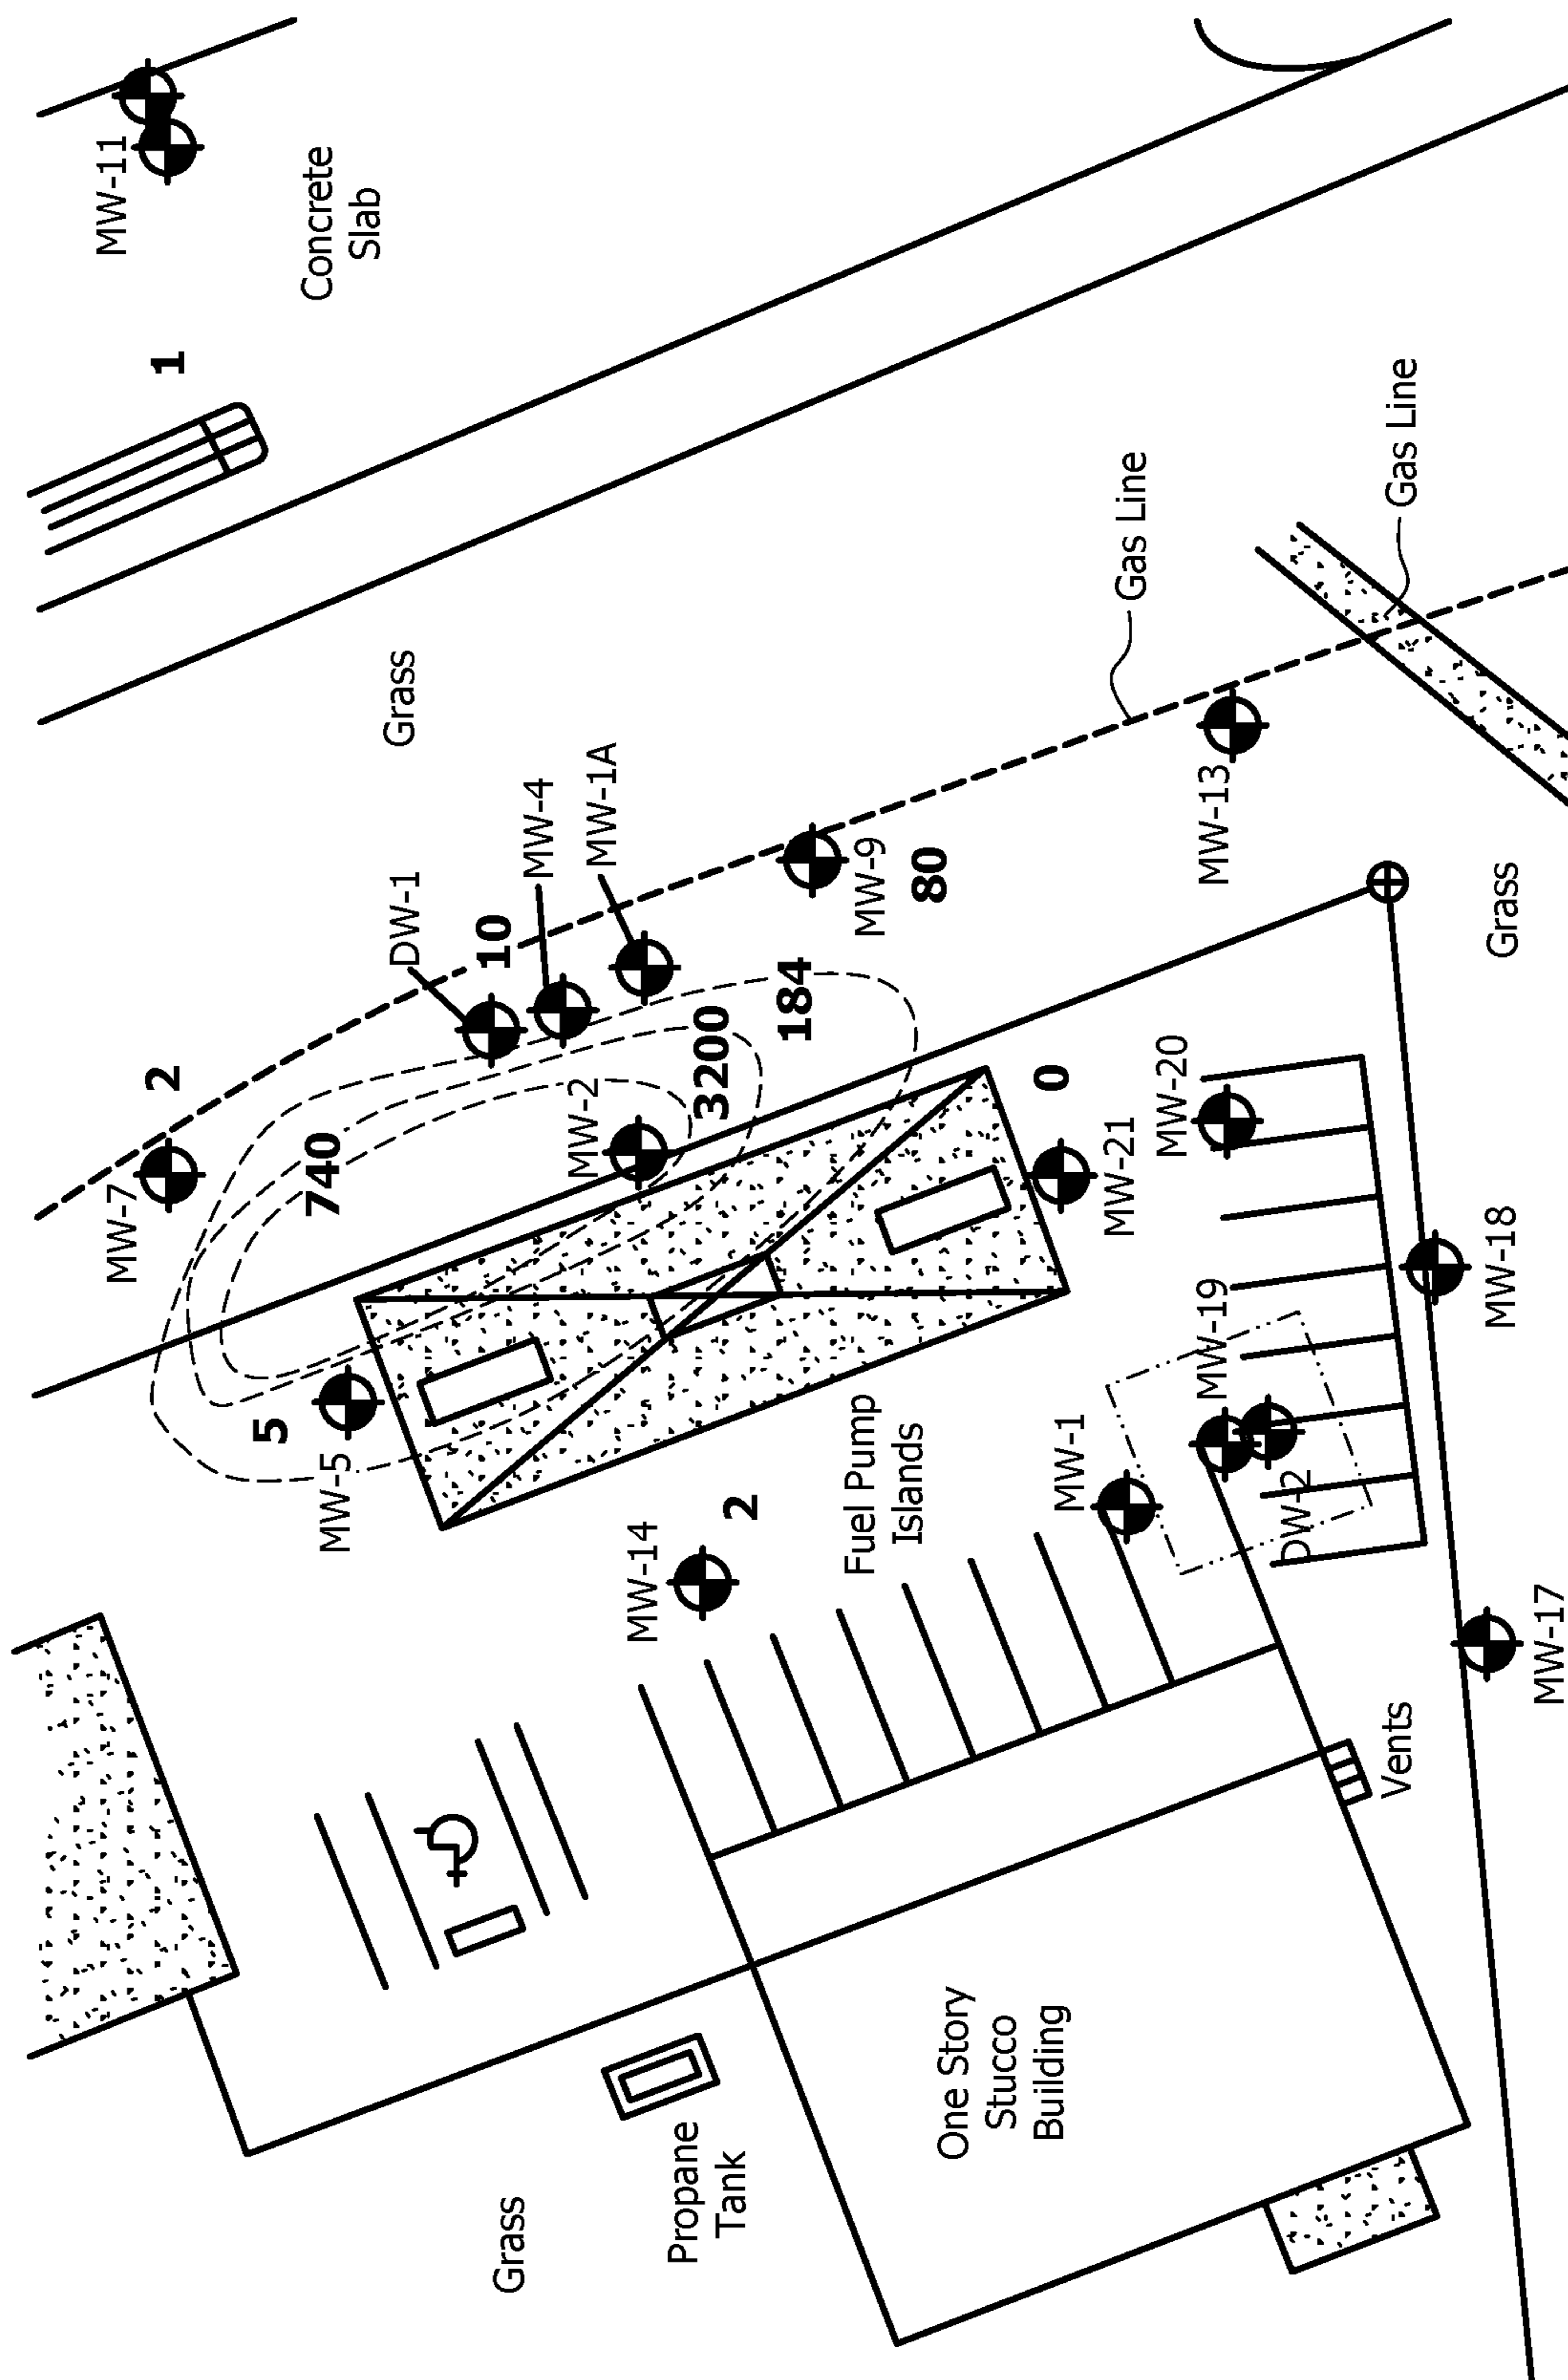 MW-11
Concrete
Slab
1
Gas Line
Gas Line
Grass
MW-13
MW-1A
MW-4
DW-1
10
MW-9
80
Grass
184
3200
2
MW-7
740
MW-2
0
MW-20
MW-21
MW-18
MW-19
5
MW-5
MW-14
2
Fuel Pump
Islands
MW-1
DW-2
MW-17
Vents
Propane
Tank
One Story
Stucco
Building
Grass